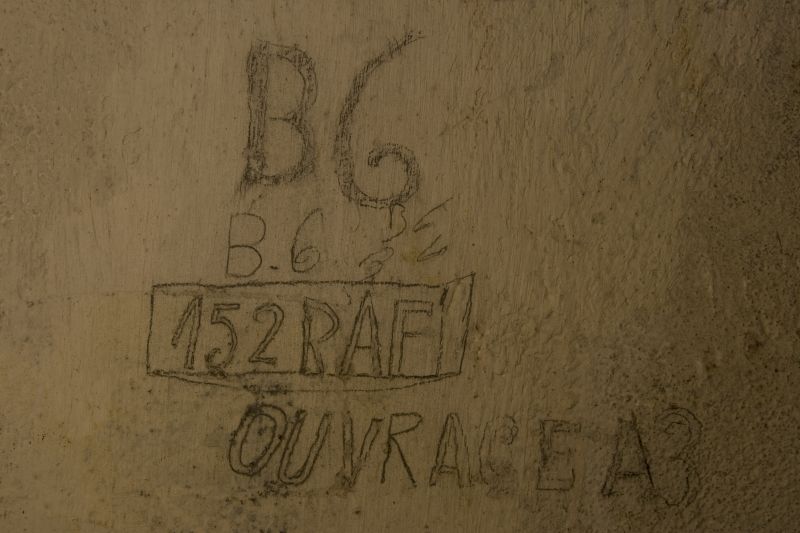 B6
B.6
152 RAF
OUVRAGE A3